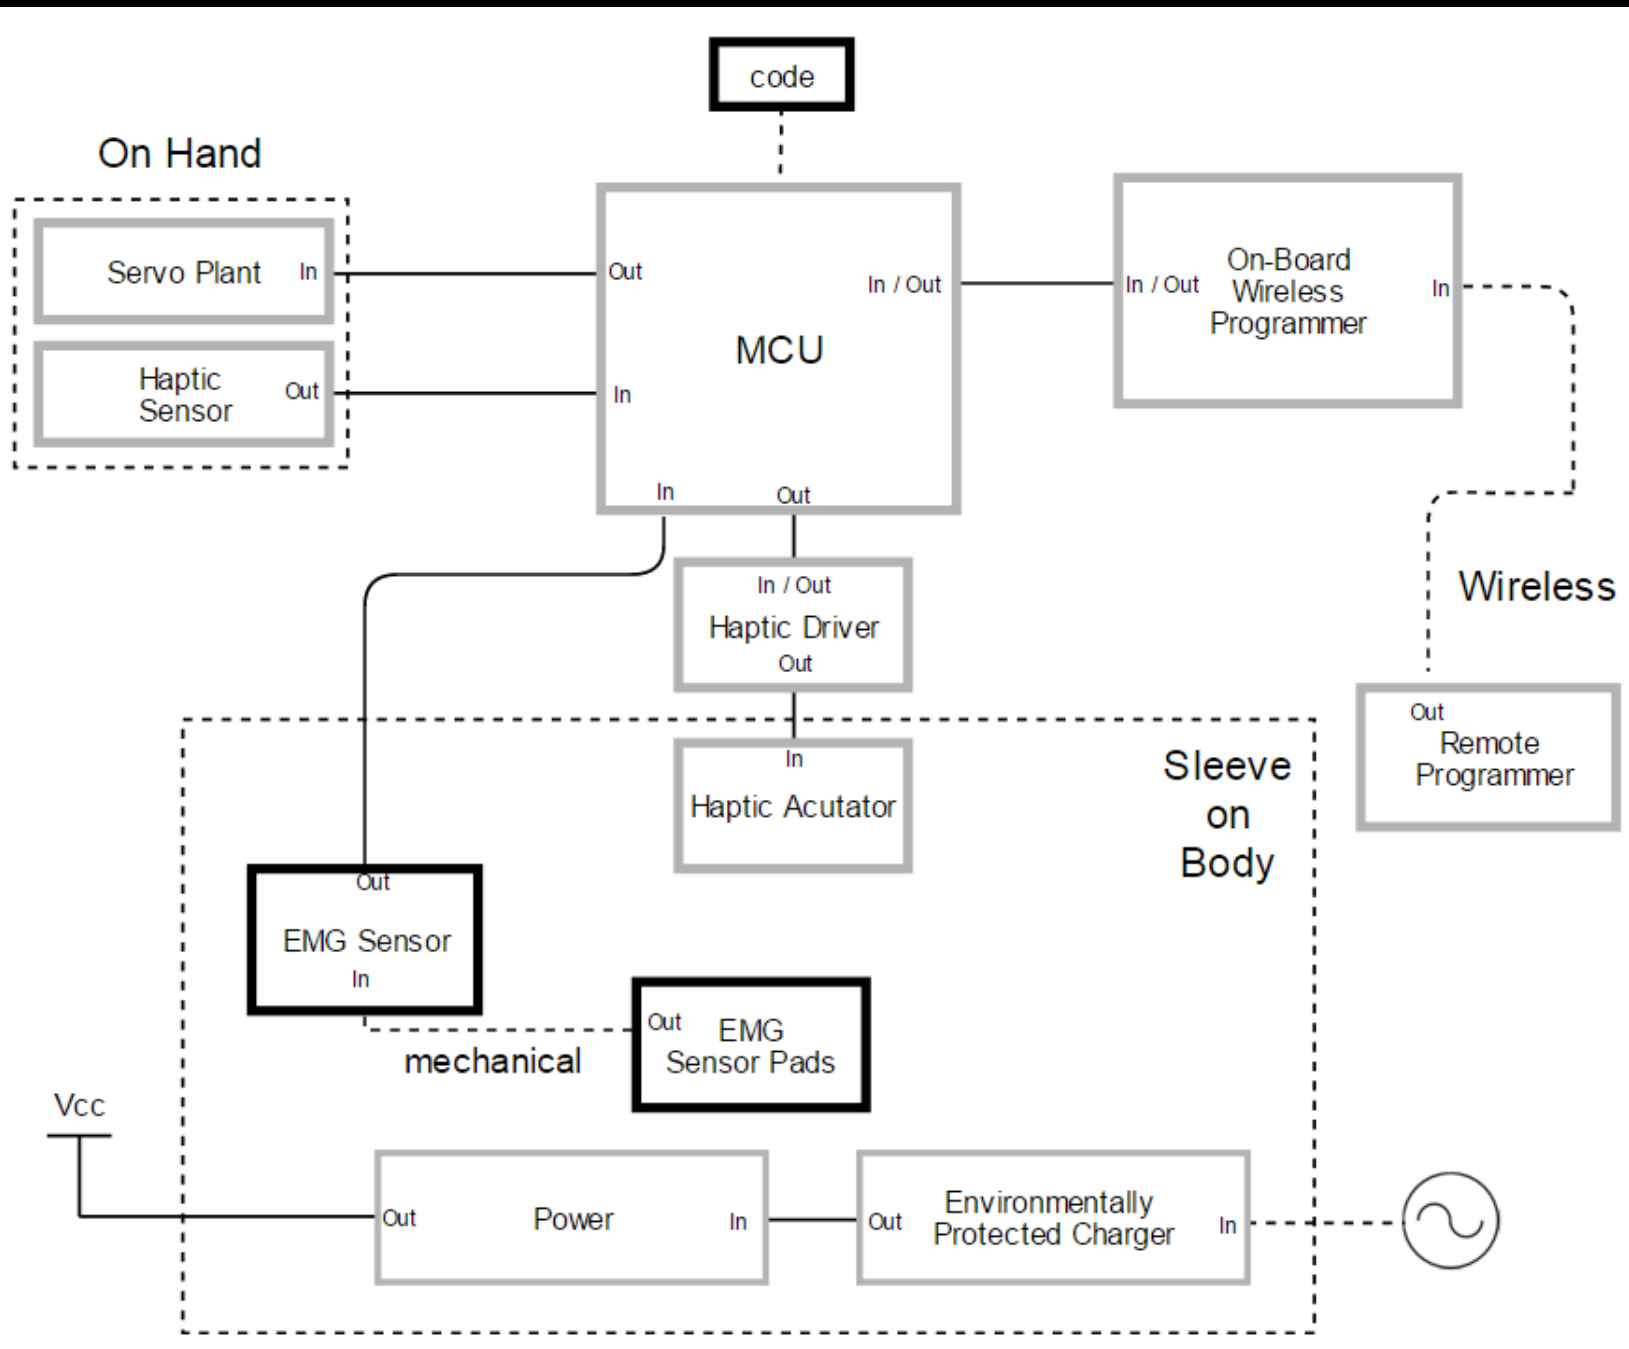 code
On Hand
Servo Plant
In
Out
In / Out
In / Out
On-Board
Wireless
Programmer
In
MCU
Haptic
Sensor
Out
In
In
Out
In / Out
Haptic Driver
Out
Wireless
Out
Remote
Programmer
In
Haptic Acutator
Sleeve
on
Body
Out
EMG Sensor
In
Out
EMG
Sensor Pads
mechanical
Vcc
Out
Power
In
Out
Environmentally
Protected Charger
In